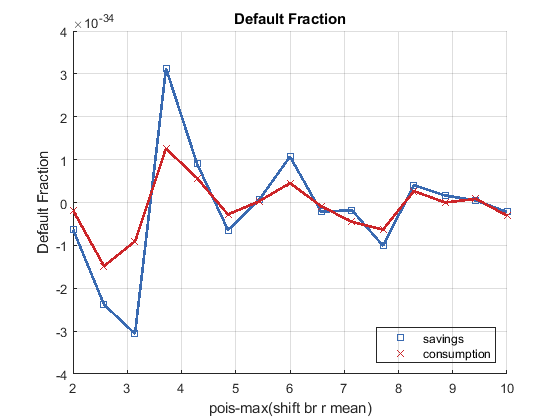 Default Fraction
×10-34
4
3
2
1
0
-1
-2
-3
-4
Default Fraction
savings
consumption
2 3 4 5 6 7 8 9 10
pois-max(shift br r mean)